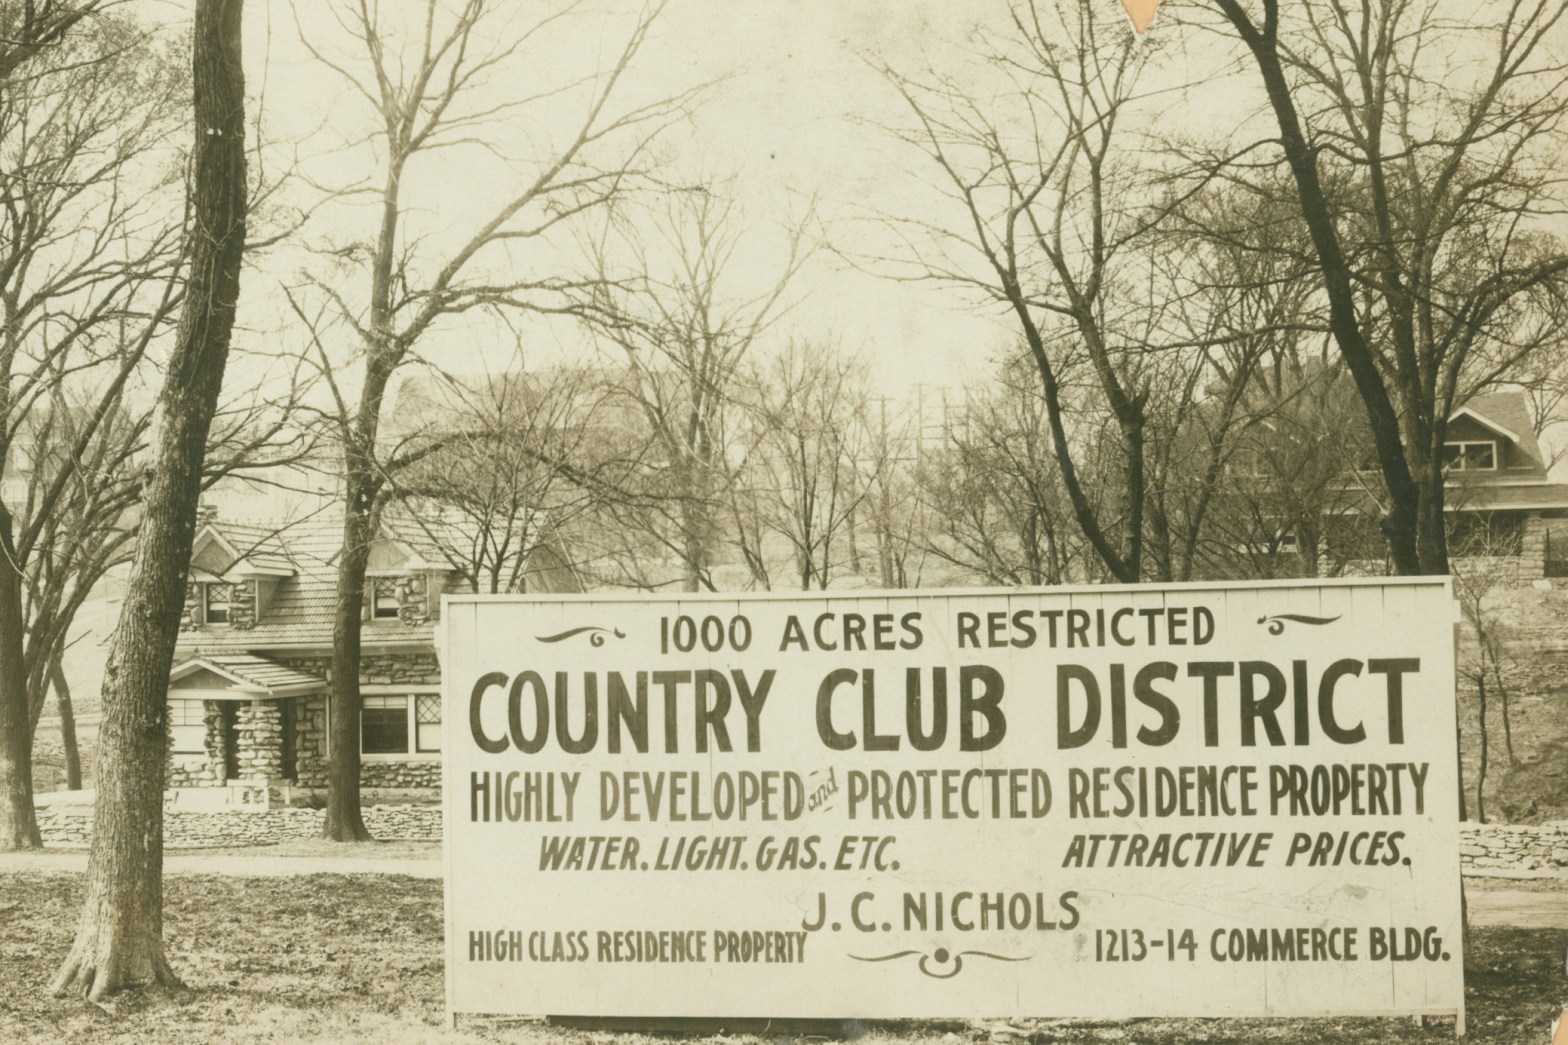 1000 ACRES RESTRICTED
COUNTRY CLUB DISTRICT
HIGHLY DEVELOPED and PROTECTED RESIDENCE PROPERTY
WATER. LIGHT. GAS. ETC. ATTRACTIVE PRICES.
J. C. NICHOLS
HIGH CLASS RESIDENCE PROPERTY 1213-14 COMMERCE BLDG.